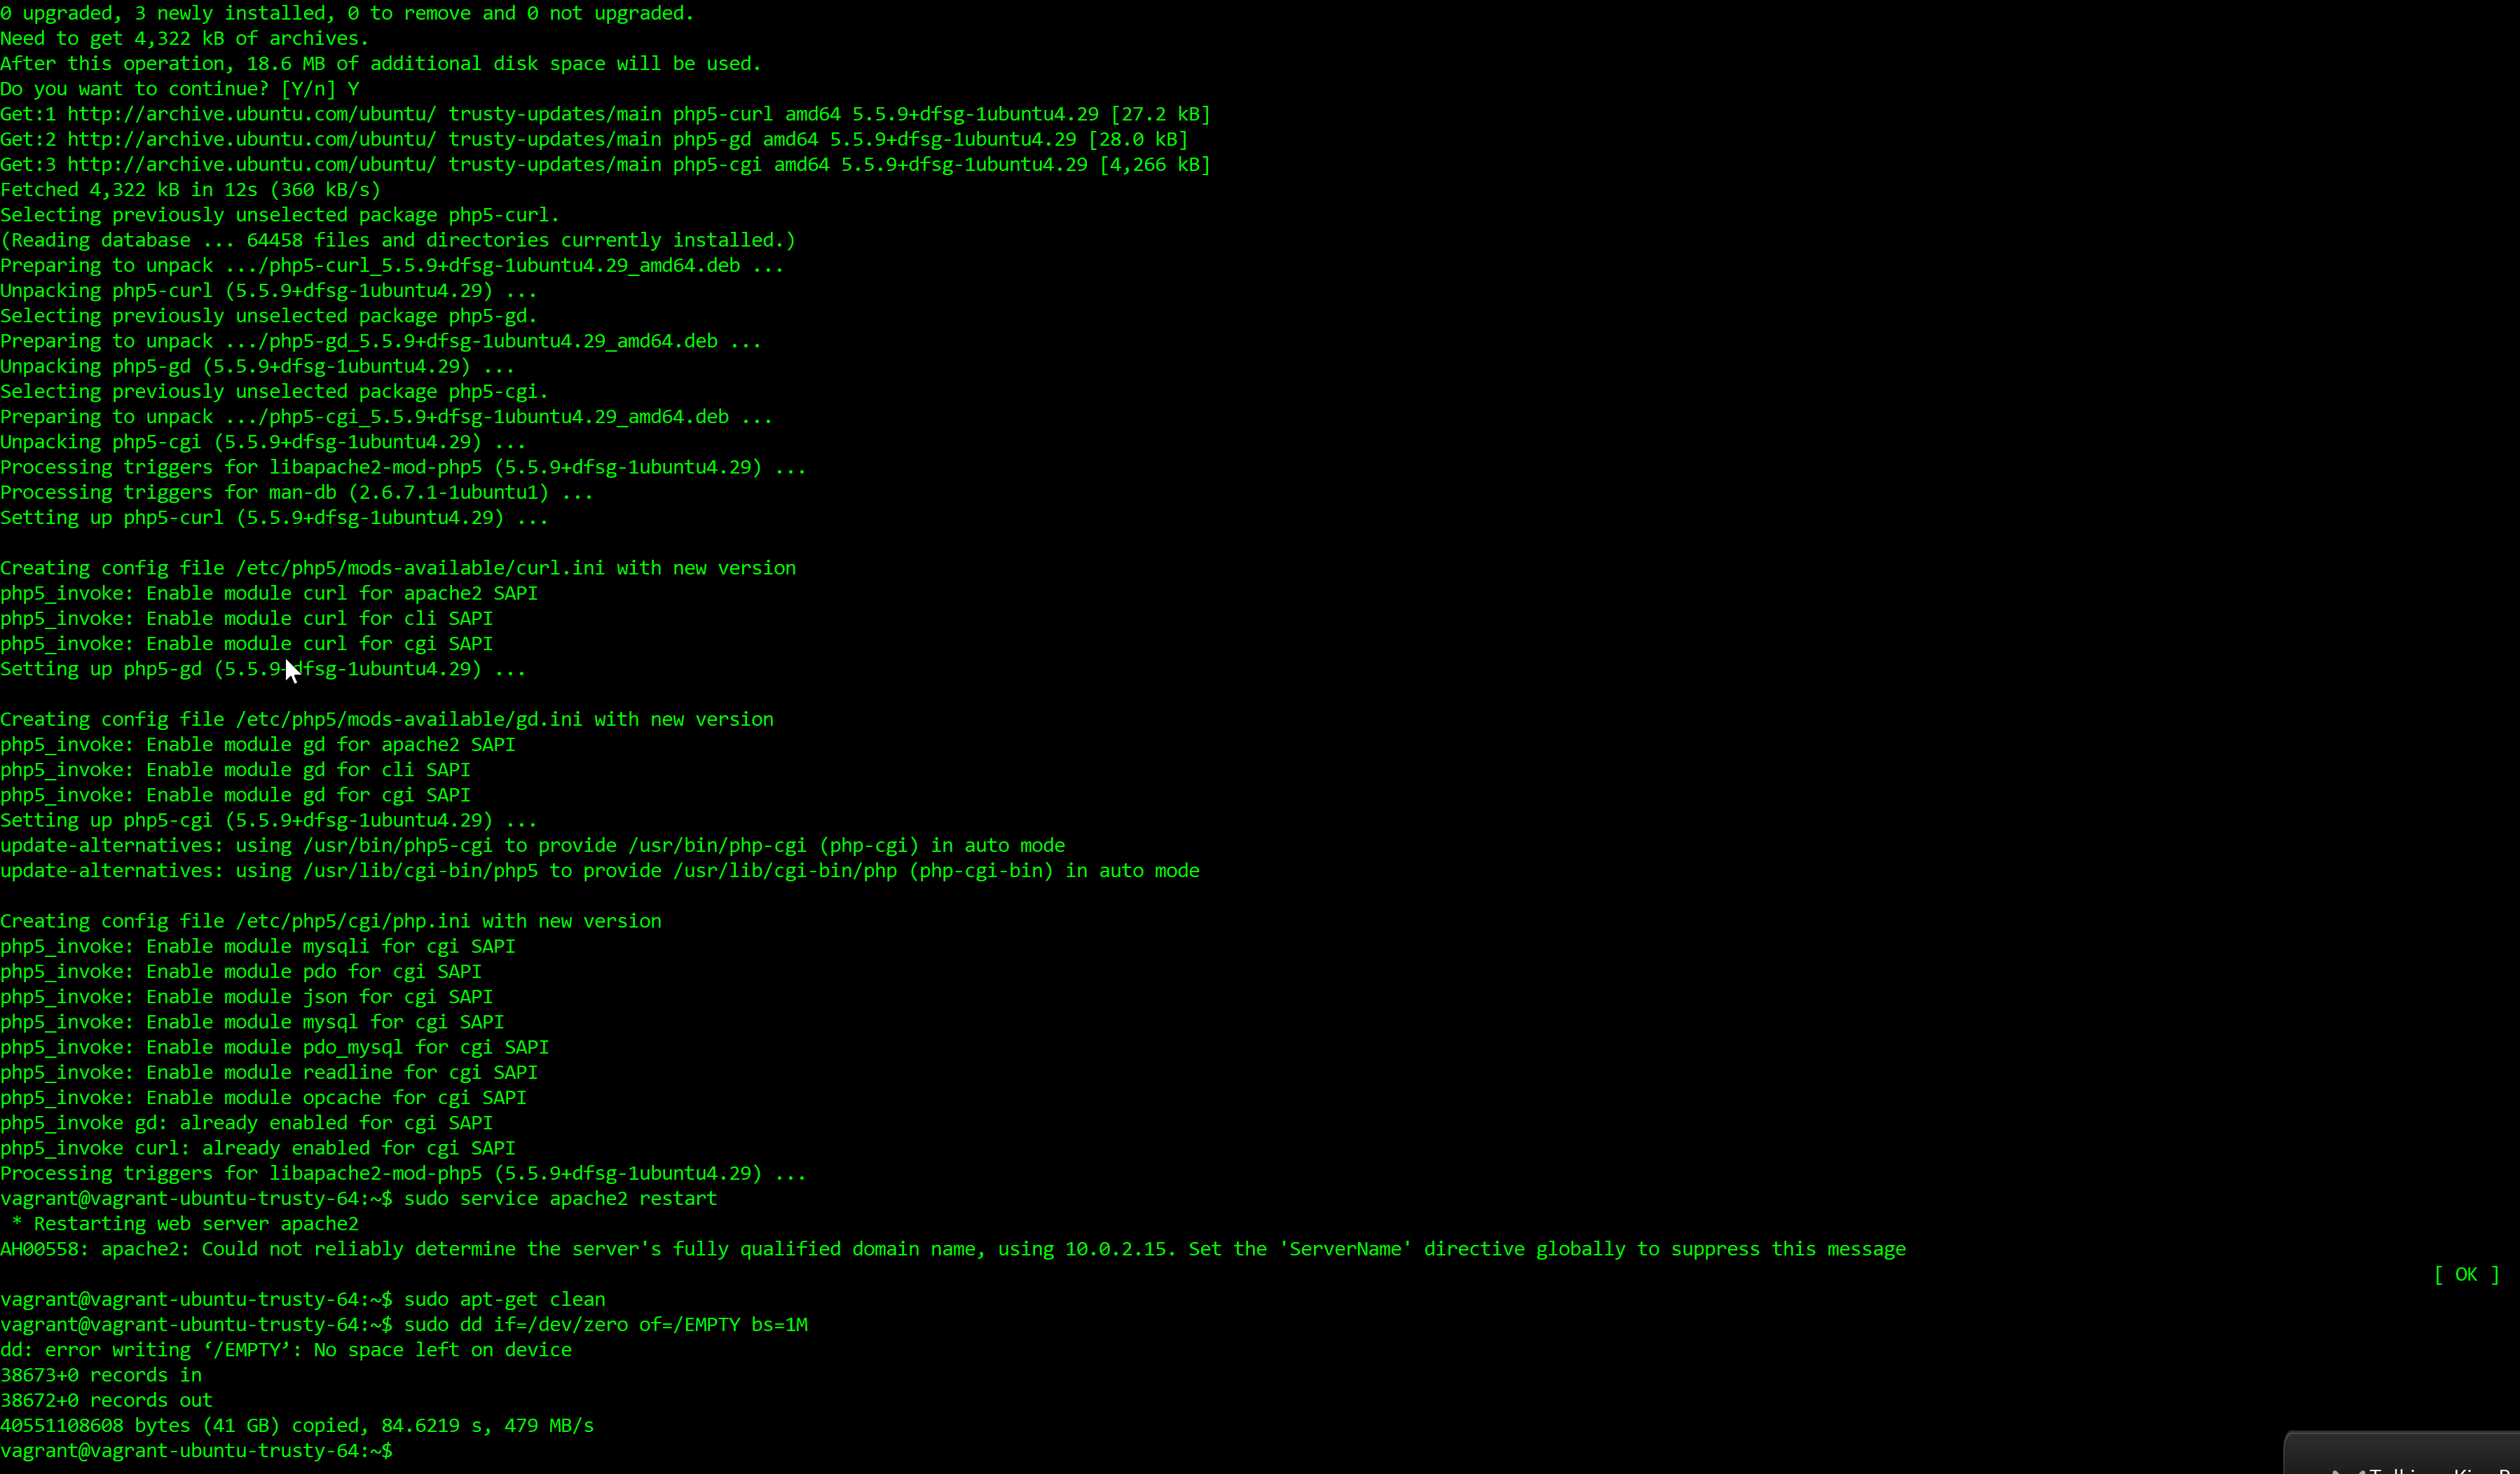 0 upgraded, 3 newly installed, 0 to remove and 0 not upgraded.
Need to get 4,322 kB of archives.
After this operation, 18.6 MB of additional disk space will be used.
Do you want to continue? [Y/n] Y
Get:1 http://archive.ubuntu.com/ubuntu/ trusty-updates/main php5-curl amd64 5.5.9+dfsg-1ubuntu4.29 [27.2 kB]
Get:2 http://archive.ubuntu.com/ubuntu/ trusty-updates/main php5-gd amd64 5.5.9+dfsg-1ubuntu4.29 [28.0 kB]
Get:3 http://archive.ubuntu.com/ubuntu/ trusty-updates/main php5-cgi amd64 5.5.9+dfsg-1ubuntu4.29 [4,266 kB]
Fetched 4,322 kB in 12s (360 kB/s)
Selecting previously unselected package php5-curl.
(Reading database ... 64458 files and directories currently installed.)
Preparing to unpack .../php5-curl_5.5.9+dfsg-1ubuntu4.29_amd64.deb ...
Unpacking php5-curl (5.5.9+dfsg-1ubuntu4.29) ...
Selecting previously unselected package php5-gd.
Preparing to unpack .../php5-gd_5.5.9+dfsg-1ubuntu4.29_amd64.deb ...
Unpacking php5-gd (5.5.9+dfsg-1ubuntu4.29) ...
Selecting previously unselected package php5-cgi.
Preparing to unpack .../php5-cgi_5.5.9+dfsg-1ubuntu4.29_amd64.deb ...
Unpacking php5-cgi (5.5.9+dfsg-1ubuntu4.29) ...
Processing triggers for libapache2-mod-php5 (5.5.9+dfsg-1ubuntu4.29) ...
Processing triggers for man-db (2.6.7.1-1ubuntu1) ...
Setting up php5-curl (5.5.9+dfsg-1ubuntu4.29) ...
Creating config file /etc/php5/mods-available/curl.ini with new version
php5_invoke: Enable module curl for apache2 SAPI
php5_invoke: Enable module curl for cli SAPI
php5_invoke: Enable module curl for cgi SAPI
Setting up php5-gd (5.5.9+dfsg-1ubuntu4.29) ...
Creating config file /etc/php5/mods-available/gd.ini with new version
php5_invoke: Enable module gd for apache2 SAPI
php5_invoke: Enable module gd for cli SAPI
php5_invoke: Enable module gd for cgi SAPI
Setting up php5-cgi (5.5.9+dfsg-1ubuntu4.29) ...
update-alternatives: using /usr/bin/php5-cgi to provide /usr/bin/php-cgi (php-cgi) in auto mode
update-alternatives: using /usr/lib/cgi-bin/php5 to provide /usr/lib/cgi-bin/php (php-cgi-bin) in auto mode
Creating config file /etc/php5/cgi/php.ini with new version
php5_invoke: Enable module mysqli for cgi SAPI
php5_invoke: Enable module pdo for cgi SAPI
php5_invoke: Enable module json for cgi SAPI
php5_invoke: Enable module mysql for cgi SAPI
php5_invoke: Enable module pdo_mysql for cgi SAPI
php5_invoke: Enable module readline for cgi SAPI
php5_invoke: Enable module opcache for cgi SAPI
php5_invoke gd: already enabled for cgi SAPI
php5_invoke curl: already enabled for cgi SAPI
Processing triggers for libapache2-mod-php5 (5.5.9+dfsg-1ubuntu4.29) ...
vagrant@vagrant-ubuntu-trusty-64:~$ sudo service apache2 restart
 * Restarting web server apache2
AH00558: apache2: Could not reliably determine the server's fully qualified domain name, using 10.0.2.15. Set the 'ServerName' directive globally to suppress this message
[ OK ]
vagrant@vagrant-ubuntu-trusty-64:~$ sudo apt-get clean
vagrant@vagrant-ubuntu-trusty-64:~$ sudo dd if=/dev/zero of=/EMPTY bs=1M
dd: error writing ‘/EMPTY’: No space left on device
38673+0 records in
38672+0 records out
40551108608 bytes (41 GB) copied, 84.6219 s, 479 MB/s
vagrant@vagrant-ubuntu-trusty-64:~$